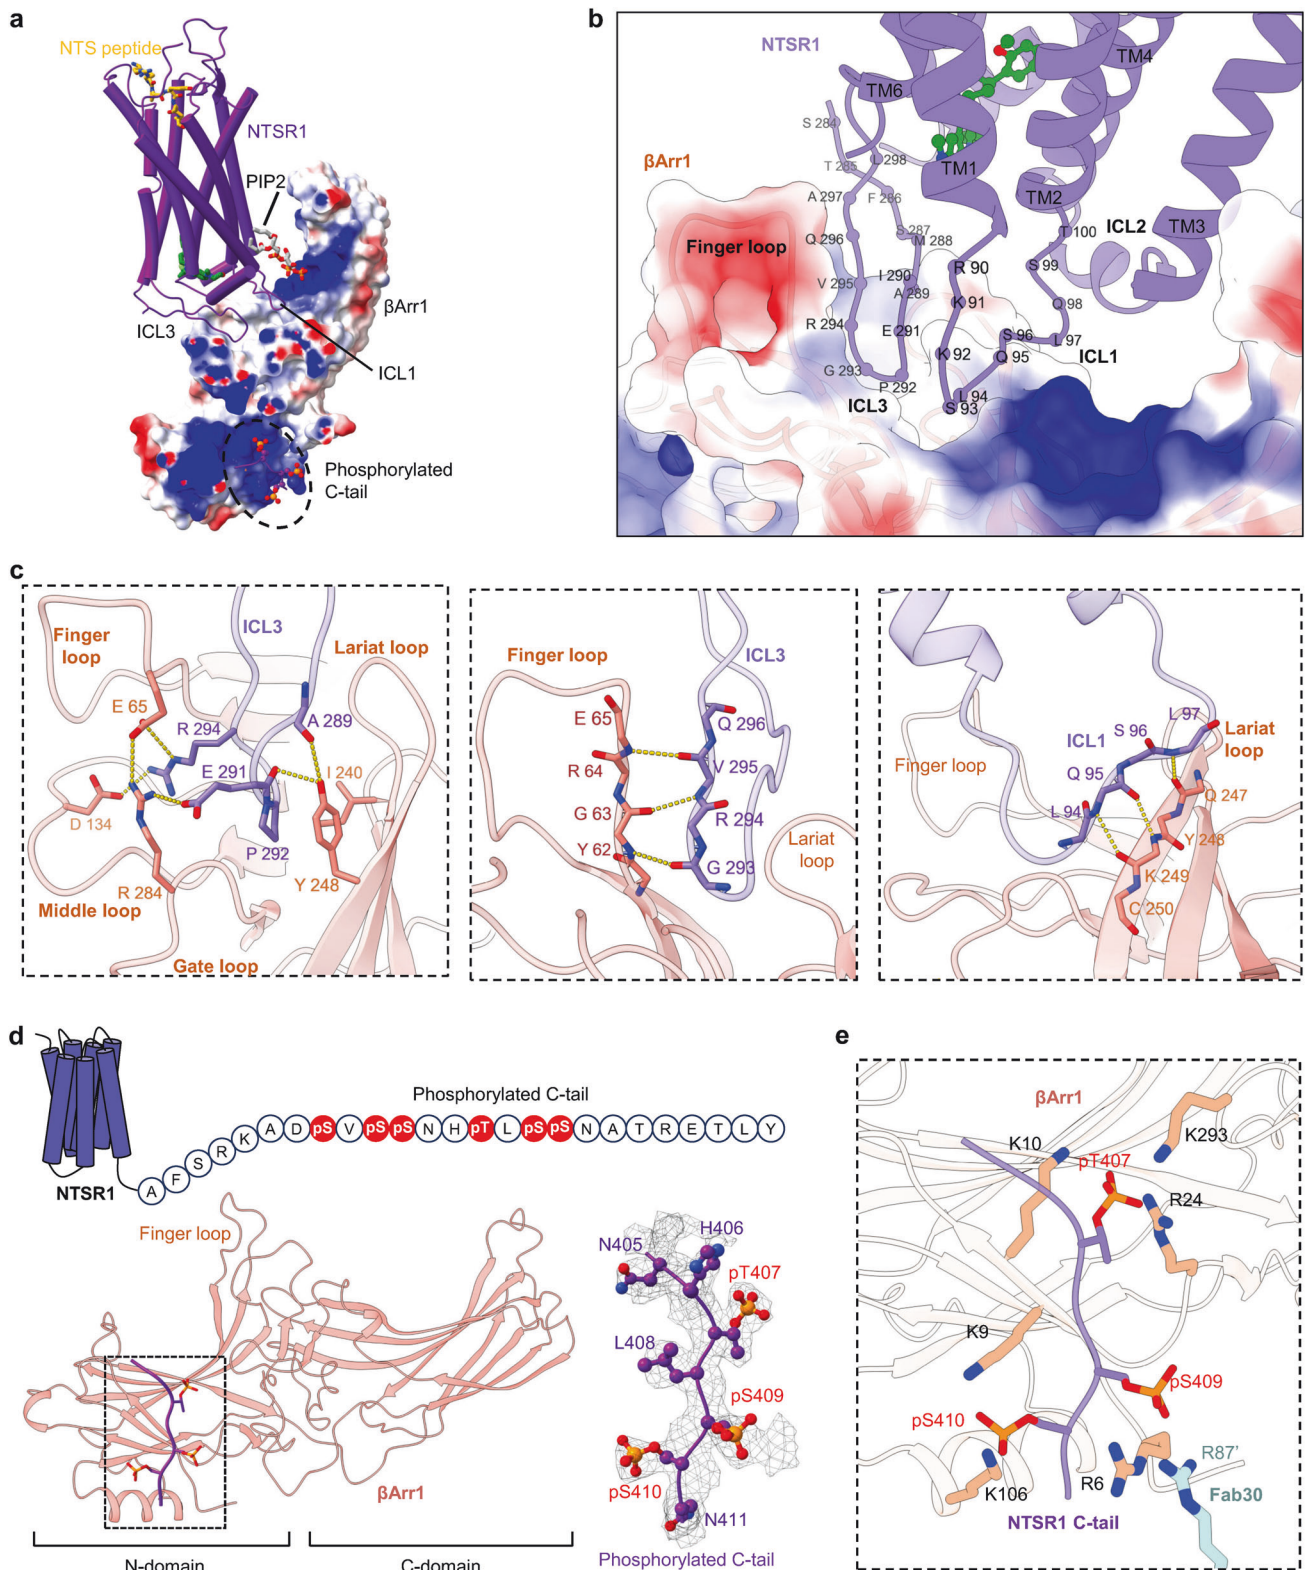 a
NTS peptide
NTSR1
PIP2
βArr1
ICL3
ICL1
Phosphorylated
C-tail
b
NTSR1
TM4
TM6
S 284
βArr1
L 298
T 285
TM1
A 297
F 286
TM2
Finger loop
Q 296
S 287
M 288
T 100
ICL2
TM3
R 90
S 99
V 295
I 290
A 289
K 91
Q 98
R 294
E 291
S 96
L 97
K 92
Q 95
ICL1
G 293
P 292
L 94
ICL3
S 93
c
Finger
loop
ICL3
Lariat loop
E 65
R 294
A 289
E 291
I 240
D 134
P 292
R 284
Y 248
Middle loop
Gate loop
Finger loop
ICL3
E 65
Q 296
R 64
V 295
G 63
R 294
Y 62
G 293
Lariat
loop
L 97
S 96
Lariat
loop
ICL1
Finger loop
Q 95
Q 247
L 94
Y 248
K 249
C 250
d
Phosphorylated C-tail
A F S R K A D pS V pS pS N H pT L pS pS N A T R E T L Y
NTSR1
Finger loop
βArr1
N-domain
C-domain
H406
N405
pT407
L408
pS409
pS410
N411
Phosphorylated C-tail
e
βArr1
K10
K293
pT407
R24
K9
pS409
pS410
R87'
K106
R6
Fab30
NTSR1 C-tail